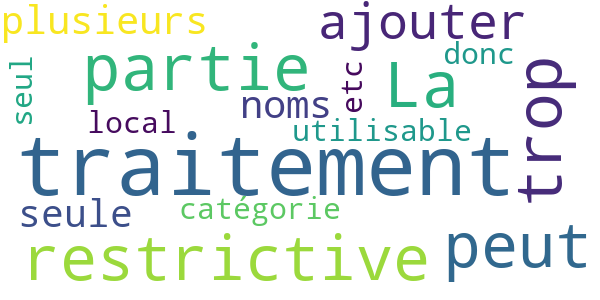 plusieurs
ajouter
partie
donc
seul
etc
La
trop
noms
local
utilisable
traitement
seule
catégorie
restrictive
peut